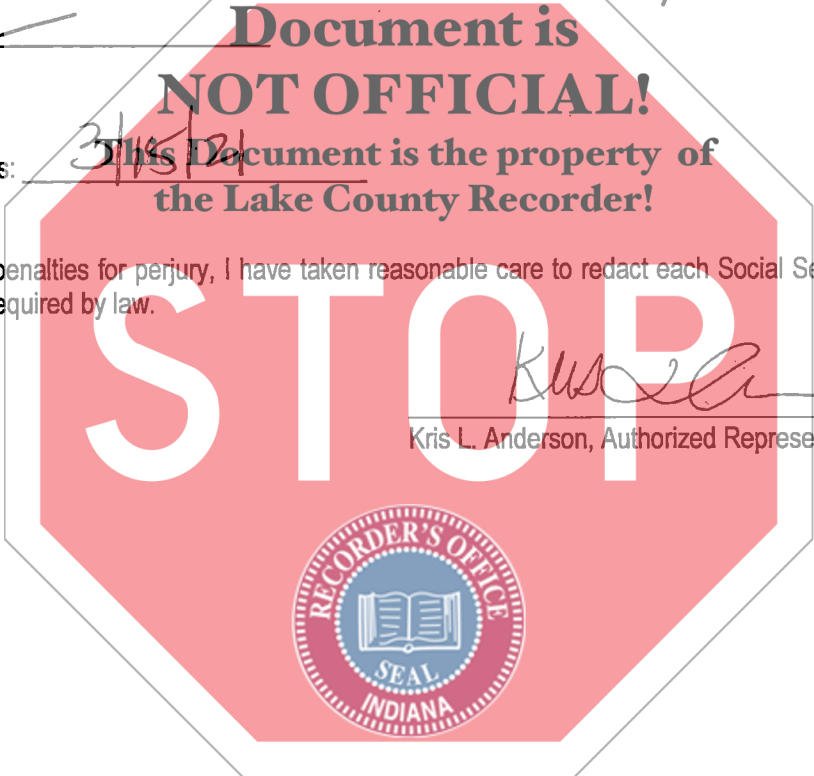 Document is
NOT OFFICIAL!
This Document is the property of
s: 3/15/21
the Lake County Recorder!
penalties for perjury, I have taken reasonable care to redact each Social Se
equired by law.
STOP
Kris L. Anderson, Authorized Represe
RECORDER'S OFFICE
SEAL
INDIANA